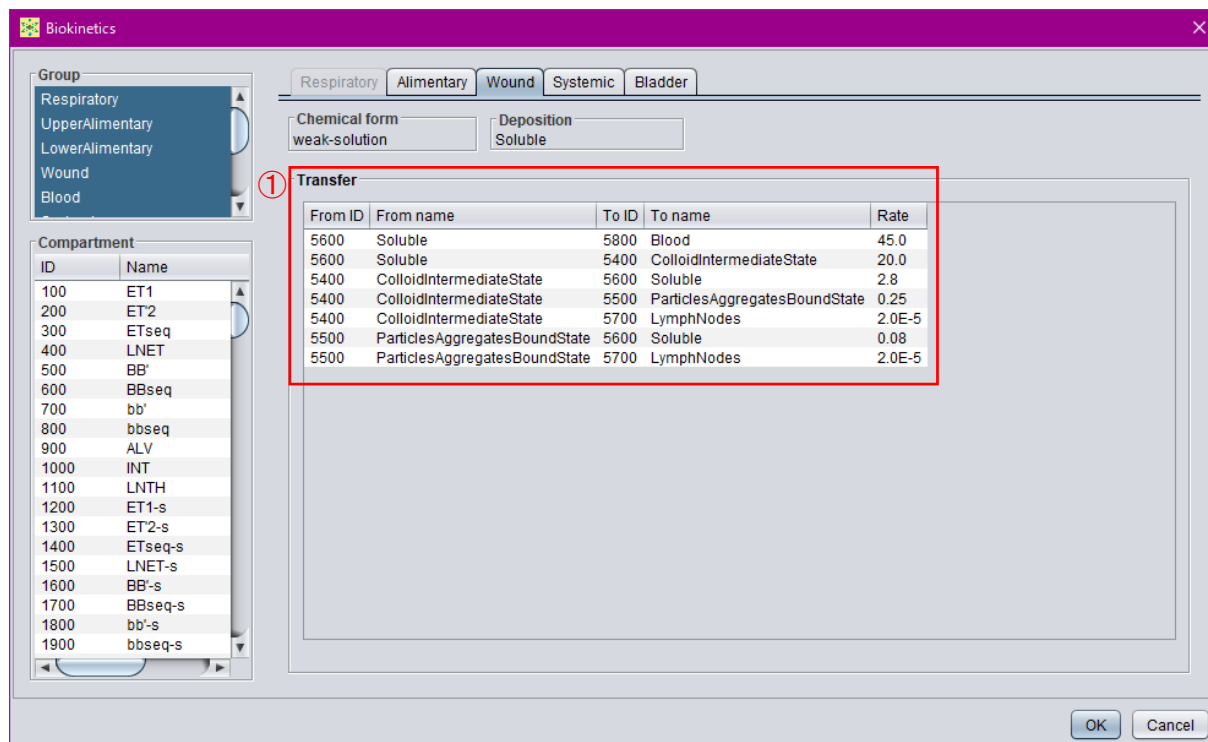 Biokinetics
Group
Respiratory
UpperAlimentary
LowerAlimentary
Wound
Blood
Compartment
ID Name
100 ET1
200 ET'2
300 ETseq
400 LNET
500 BB'
600 BBseq
700 bb'
800 bbseq
900 ALV
1000 INT
1100 LNTH
1200 ET1-s
1300 ET'2-s
1400 ETseq-s
1500 LNET-s
1600 BB'-s
1700 BBseq-s
1800 bb'-s
1900 bbseq-s
Respiratory Alimentary Wound Systemic Bladder
Chemical form
weak-solution
Deposition
Soluble
①
Transfer
From ID From name To ID To name Rate
5600 Soluble 5800 Blood 45.0
5600 Soluble 5400 ColloidIntermediateState 20.0
5400 ColloidIntermediateState 5600 Soluble 2.8
5400 ColloidIntermediateState 5500 ParticlesAggregatesBoundState 0.25
5400 ColloidIntermediateState 5700 LymphNodes 2.0E-5
5500 ParticlesAggregatesBoundState 5600 Soluble 0.08
5500 ParticlesAggregatesBoundState 5700 LymphNodes 2.0E-5
OK Cancel